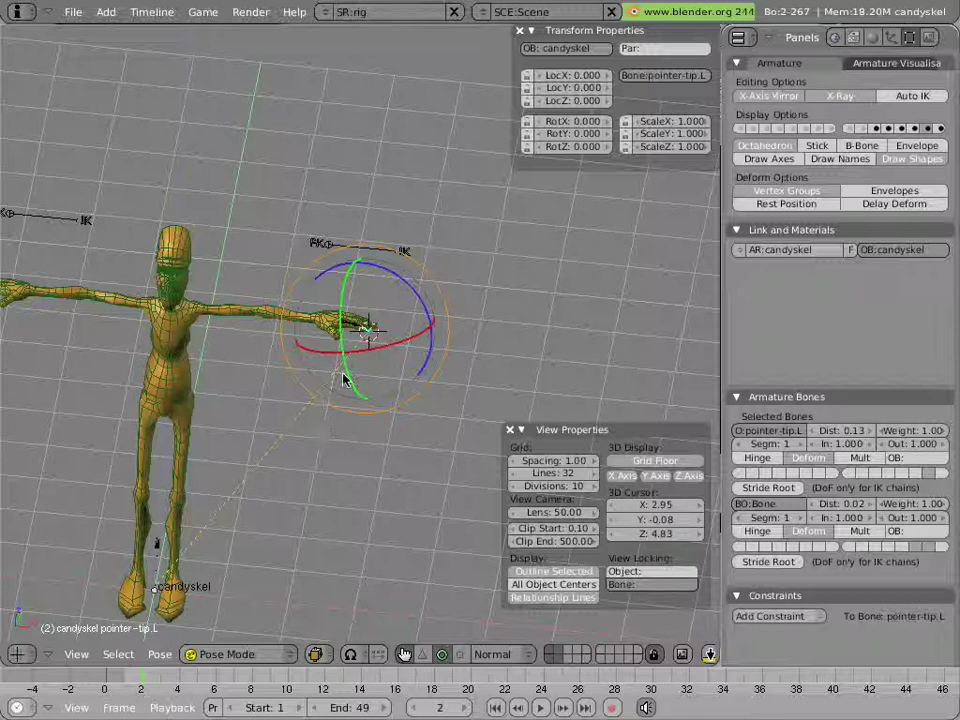 File Add Timeline Game Render Help SR:rig SCE:Scene www.blender.org 244 Bo:2-267 | Mem:18.20M candyskel
Transform Properties
OB: candyskel Par:
LocX: 0.000 Bone:pointer-tip.L
LocY: 0.000
LocZ: 0.000
RotX: 0.000 ScaleX: 1.000
RotY: 0.000 ScaleY: 1.000
RotZ: 0.000 ScaleZ: 1.000
Panels
Armature Armature Visualisa
Editing Options
X-Axis Mirror X-Ray Auto IK
Display Options
Octahedron Stick B-Bone Envelope
Draw Axes Draw Names Draw Shapes
Deform Options
Vertex Groups Envelopes
Rest Position Delay Deform
Link and Materials
AR:candyskel F OB:candyskel
IK
IK
candyskel
(2) candyskel pointer-tip.L
View Properties
Grid: 3D Display:
Spacing: 1.00 Grid Floor
Lines: 32 X Axis Y Axis Z Axis
Divisions: 10 3D Cursor:
View Camera: X: 2.95
Lens: 50.00 Y: -0.08
Clip Start: 0.10 Z: 4.83
Clip End: 500.00
Display: View Locking:
Outline Selected Object:
All Object Centers Bone:
Relationship Lines
Armature Bones
Selected Bones
O:pointer-tip.L Dist: 0.13 Weight: 1.00
Segm: 1 In: 1.000 Out: 1.000
Hinge Deform Mult OB:
Stride Root (DoF only for IK chains)
BO:Bone Dist: 0.02 Weight: 1.00
Segm: 1 In: 1.000 Out: 1.000
Hinge Deform Mult OB:
Stride Root (DoF only for IK chains)
Constraints
Add Constraint To Bone: pointer-tip.L
View Select Pose Pose Mode Normal
-4 -2 0 2 4 6 8 10 12 14 16 18 20 22 24 26 28 30 32 34 36 38 40 42 44 46
View Frame Playback Pr Start: 1 End: 49 2